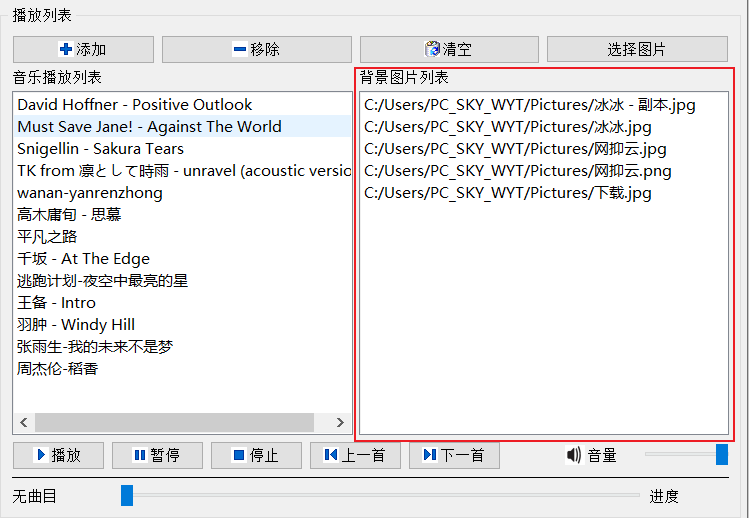 播放列表
添加 移除 清空 选择图片
音乐播放列表
David Hoffner - Positive Outlook
Must Save Jane! - Against The World
Snigellin - Sakura Tears
TK from 凛として時雨 - unravel (acoustic versio
wanan-yanrenzhong
高木庸旬 - 思慕
平凡之路
千坂 - At The Edge
逃跑计划-夜空中最亮的星
王备 - Intro
羽肿 - Windy Hill
张雨生-我的未来不是梦
周杰伦-稻香
背景图片列表
C:/Users/PC_SKY_WYT/Pictures/冰冰 - 副本.jpg
C:/Users/PC_SKY_WYT/Pictures/冰冰.jpg
C:/Users/PC_SKY_WYT/Pictures/网抑云.jpg
C:/Users/PC_SKY_WYT/Pictures/网抑云.png
C:/Users/PC_SKY_WYT/Pictures/下载.jpg
播放 暂停 停止 上一首 下一首 音量
无曲目 进度